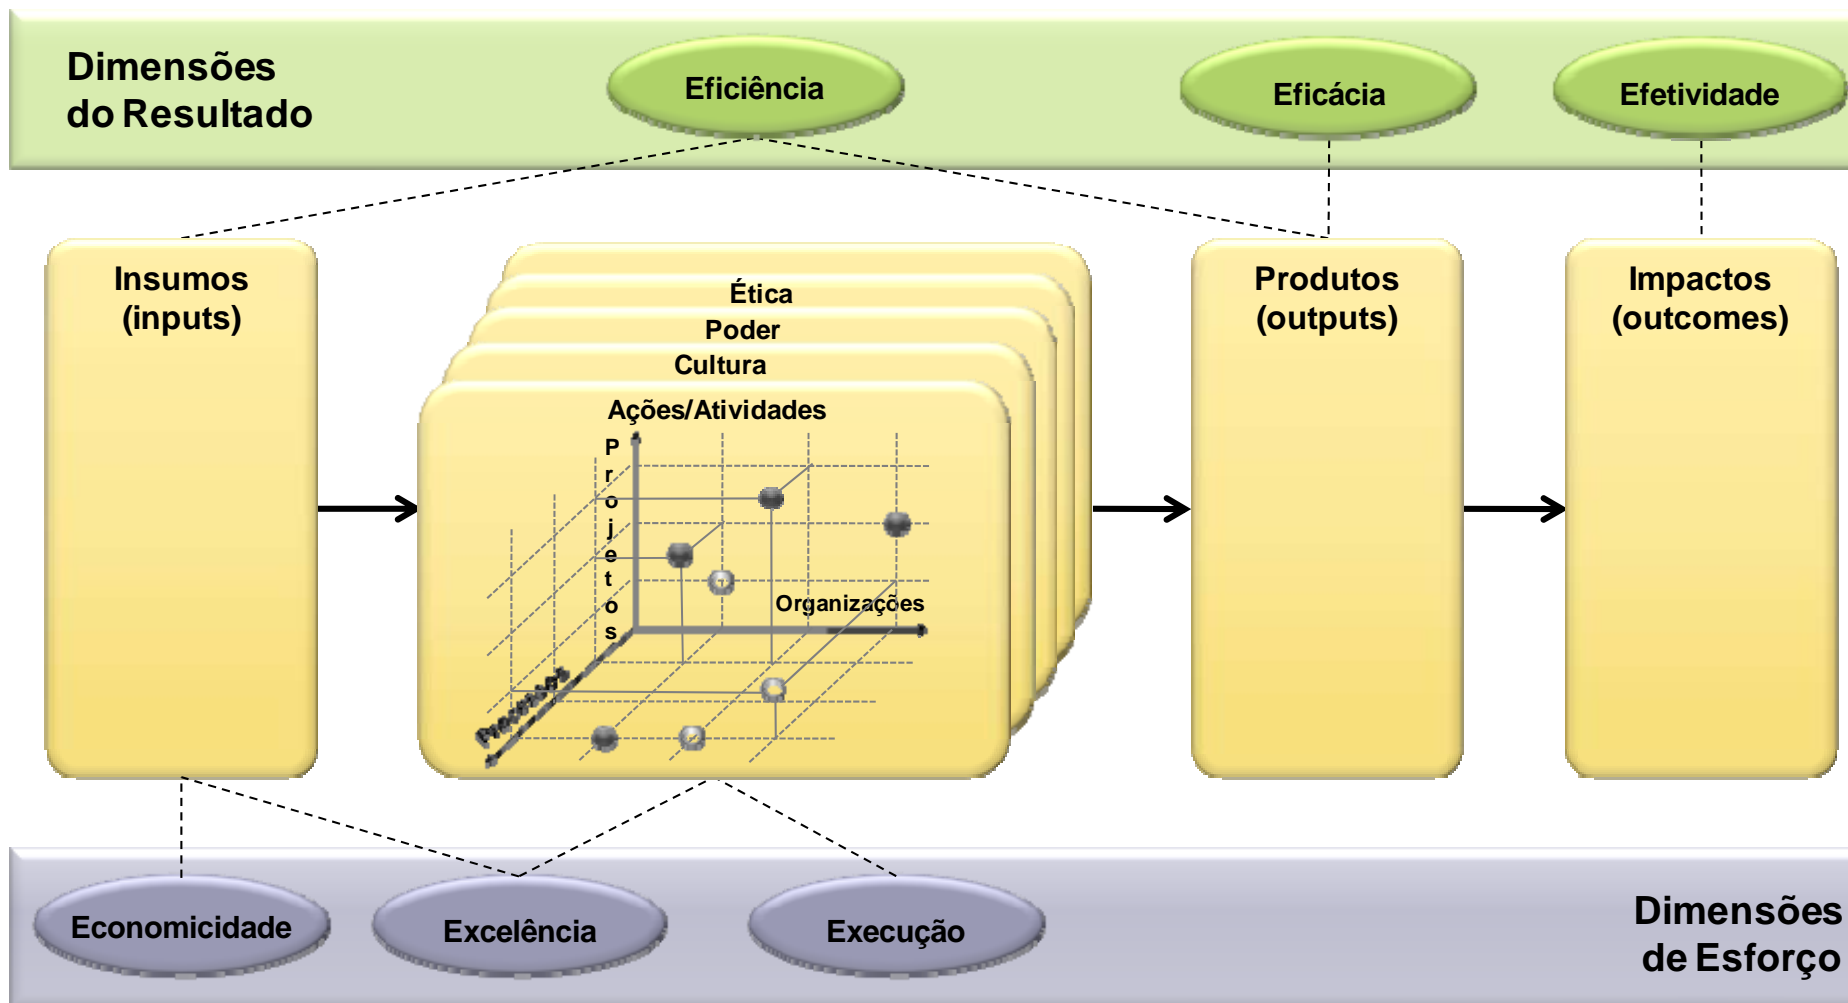 Dimensões
do Resultado
Eficiência
Eficácia
Efetividade
Insumos
(inputs)
Ética
Poder
Cultura
Ações/Atividades
Projetos
Organizações
Produtos
(outputs)
Impactos
(outcomes)
Economicidade
Excelência
Execução
Dimensões
de Esforço